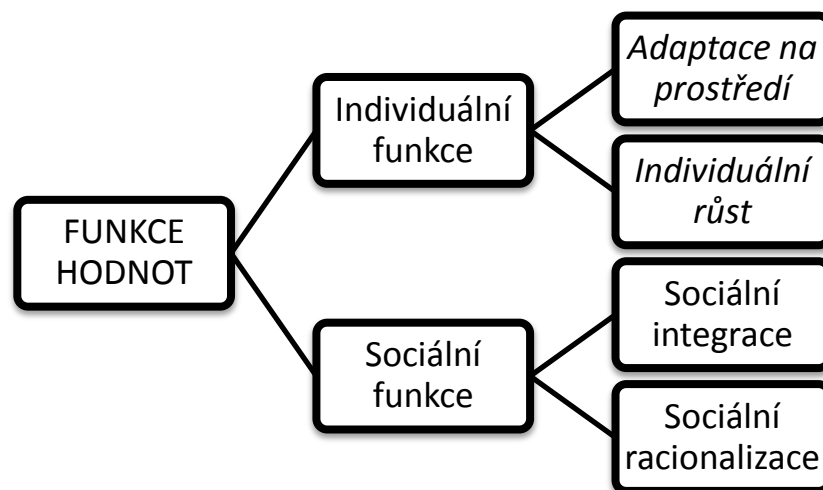 FUNKCE
HODNOT
Individuální
funkce
Adaptace na
prostředí
Individuální
růst
Sociální
funkce
Sociální
integrace
Sociální
racionalizace